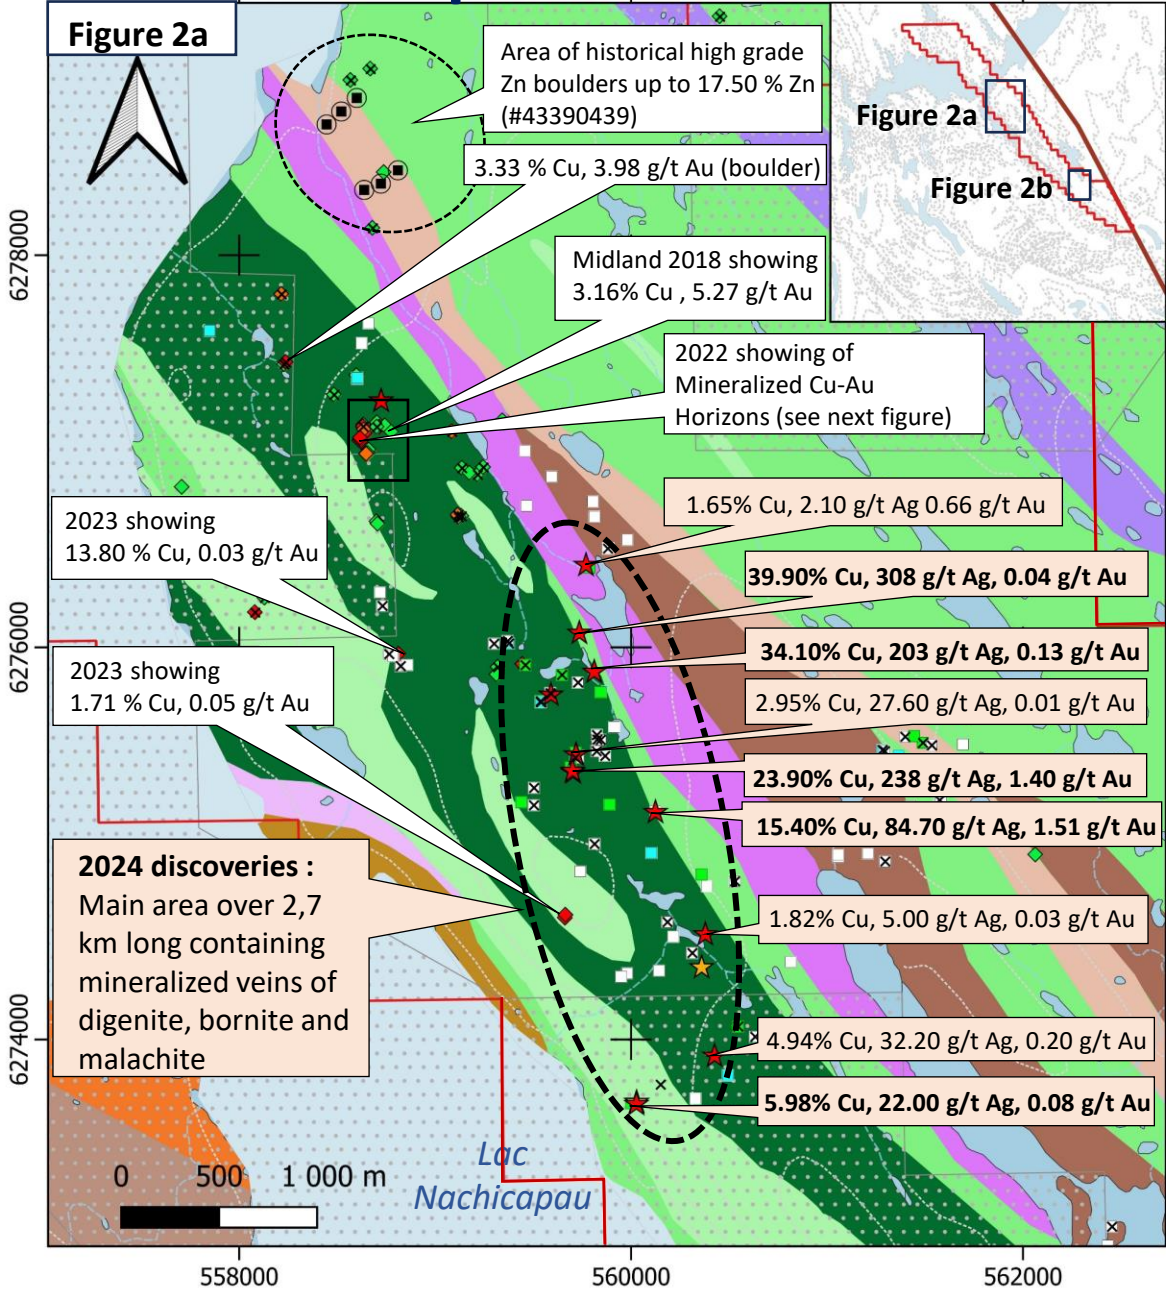 Figure 2a
Area of historical high grade
Zn boulders up to 17.50 % Zn
(#43390439)
3.33 % Cu, 3.98 g/t Au (boulder)
Midland 2018 showing
3.16% Cu , 5.27 g/t Au
2022 showing of
Mineralized Cu-Au
Horizons (see next figure)
Figure 2a
Figure 2b
1.65% Cu, 2.10 g/t Ag 0.66 g/t Au
39.90% Cu, 308 g/t Ag, 0.04 g/t Au
34.10% Cu, 203 g/t Ag, 0.13 g/t Au
2.95% Cu, 27.60 g/t Ag, 0.01 g/t Au
23.90% Cu, 238 g/t Ag, 1.40 g/t Au
15.40% Cu, 84.70 g/t Ag, 1.51 g/t Au
1.82% Cu, 5.00 g/t Ag, 0.03 g/t Au
4.94% Cu, 32.20 g/t Ag, 0.20 g/t Au
5.98% Cu, 22.00 g/t Ag, 0.08 g/t Au
2023 showing
13.80 % Cu, 0.03 g/t Au
2023 showing
1.71 % Cu, 0.05 g/t Au
2024 discoveries :
Main area over 2,7
km long containing
mineralized veins of
digenite, bornite and
malachite
Lac
Nachicapau
0 500 1 000 m
6278000
6276000
6274000
558000 560000 562000